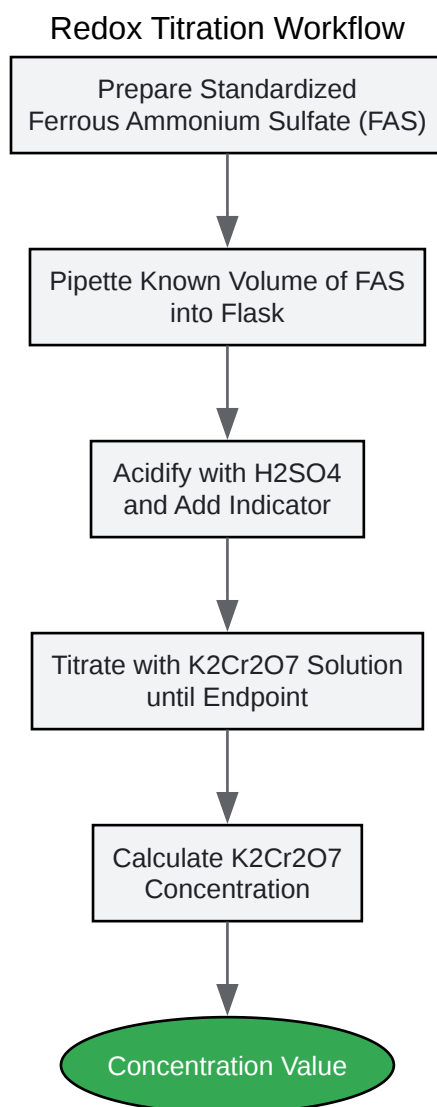 Redox Titration Workflow
Prepare Standardized
Ferrous Ammonium Sulfate (FAS)
Pipette Known Volume of FAS
into Flask
Acidify with H2SO4
and Add Indicator
Titrate with K2Cr2O7 Solution
until Endpoint
Calculate K2Cr2O7
Concentration
Concentration Value